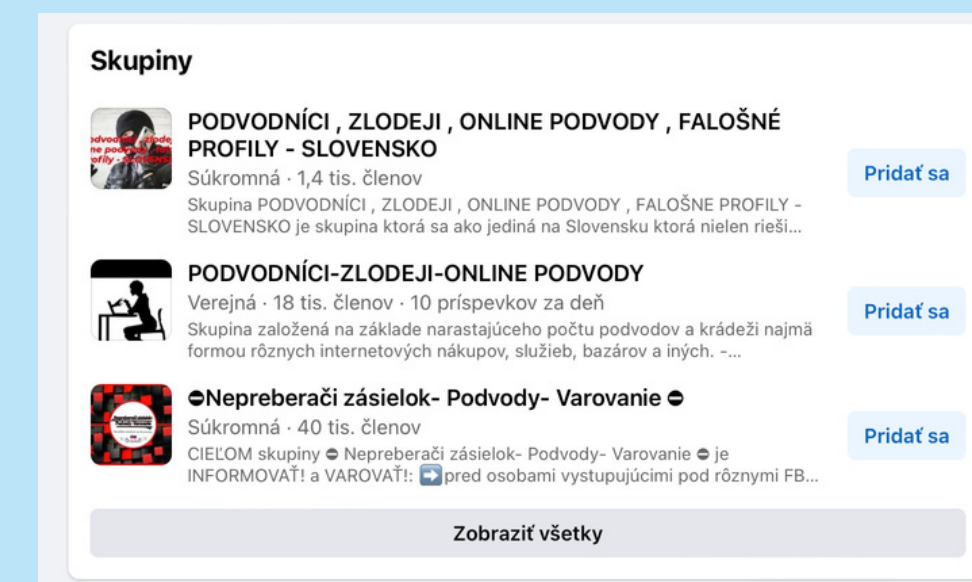 Skupiny
PODVODNÍCI , ZLODEJI , ONLINE PODVODY , FALOŠNÉ
PROFILY - SLOVENSKO
Súkromná · 1,4 tis. členov
Skupina PODVODNÍCI , ZLODEJI , ONLINE PODVODY , FALOŠNE PROFILY -
SLOVENSKO je skupina ktorá sa ako jediná na Slovensku ktorá nielen rieši...
Pridať sa
PODVODNÍCI-ZLODEJI-ONLINE PODVODY
Verejná · 18 tis. členov · 10 príspevkov za deň
Skupina založená na základe narastajúceho počtu podvodov a krádeži najmä
formou rôznych internetových nákupov, služieb, bazárov a iných. -...
Pridať sa
⛔Nepreberači zásielok- Podvody- Varovanie ⛔
Súkromná · 40 tis. členov
CIEĽOM skupiny ⛔ Nepreberači zásielok- Podvody- Varovanie ⛔ je
INFORMOVAŤ! a VAROVAŤ!: ➡️pred osobami vystupujúcimi pod rôznymi FB...
Pridať sa
Zobraziť všetky